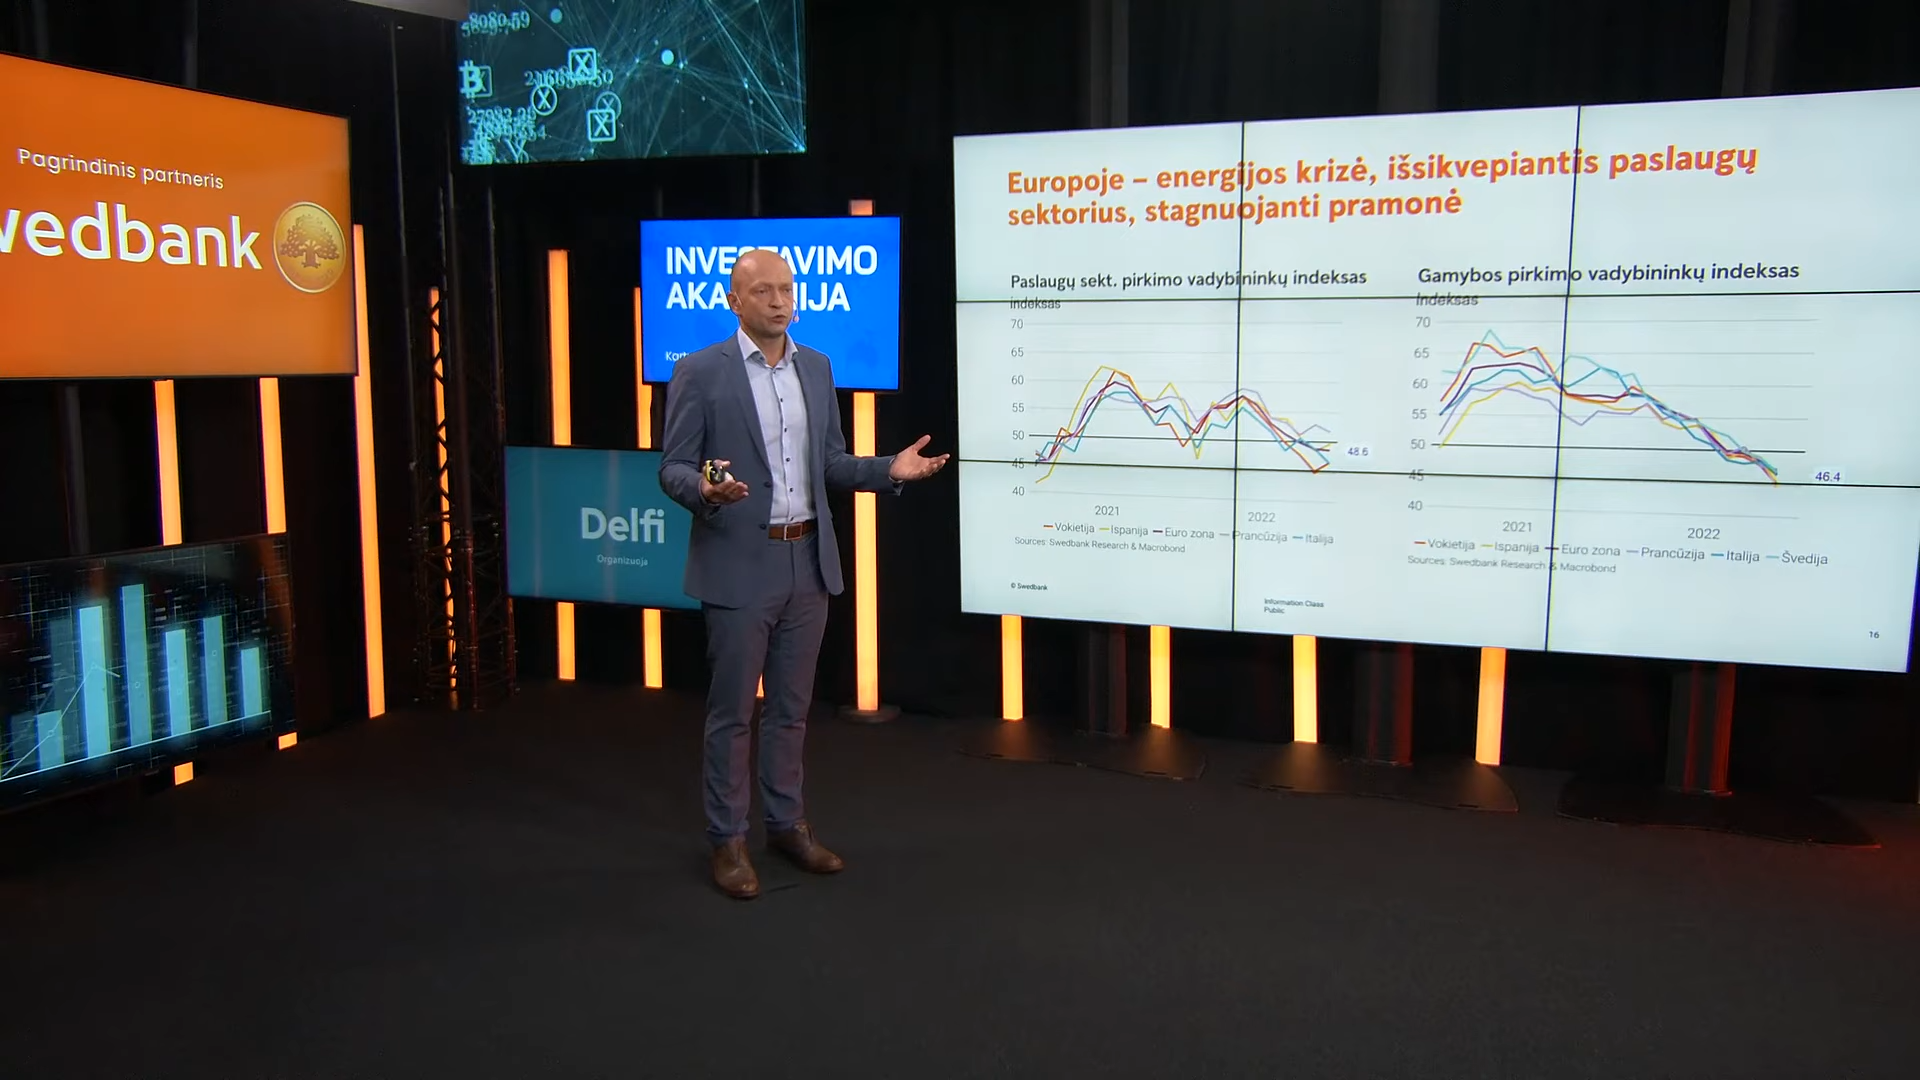 Pagrindinis partneris
wedbank
Delfi
Organizuoja
Europoje – energijos krizė, išsikvepiantis paslaugų
sektorius, stagnuojanti pramonė
Paslaugų sekt. pirkimo vadybininkų indeksas
indeksas
70
65
60
55
50
45
40
48.6
2021
2022
Vokietija Ispanija Euro zona Prancūzija Italija
Sources: Swedbank Research & Macrobond
© Swedbank
Information Class
Public
Gamybos pirkimo vadybininkų indeksas
Indeksas
70
65
60
55
50
45
40
46.4
2021
2022
Vokietija Ispanija Euro zona Prancūzija Italija Švedija
Sources: Swedbank Research & Macrobond
16